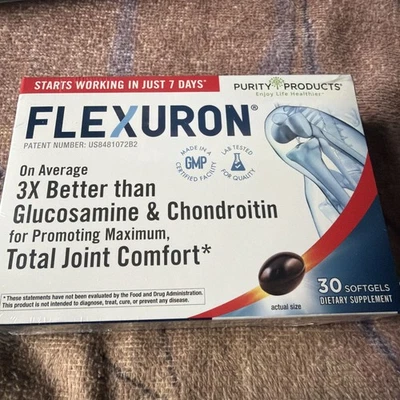 STARTS WORKING IN JUST 7 DAYS*
PURITY PRODUCTS®
Enjoy Life Healthier™
FLEXURON®
PATENT NUMBER: US8481072B2
MADE IN A
GMP
CERTIFIED FACILITY
LAB TESTED
FOR QUALITY
On Average
3X Better than
Glucosamine & Chondroitin
for Promoting Maximum,
Total Joint Comfort*
* These statements have not been evaluated by the Food and Drug Administration.
This product is not intended to diagnose, treat, cure, or prevent any disease.
actual size
30 SOFTGELS
DIETARY SUPPLEMENT